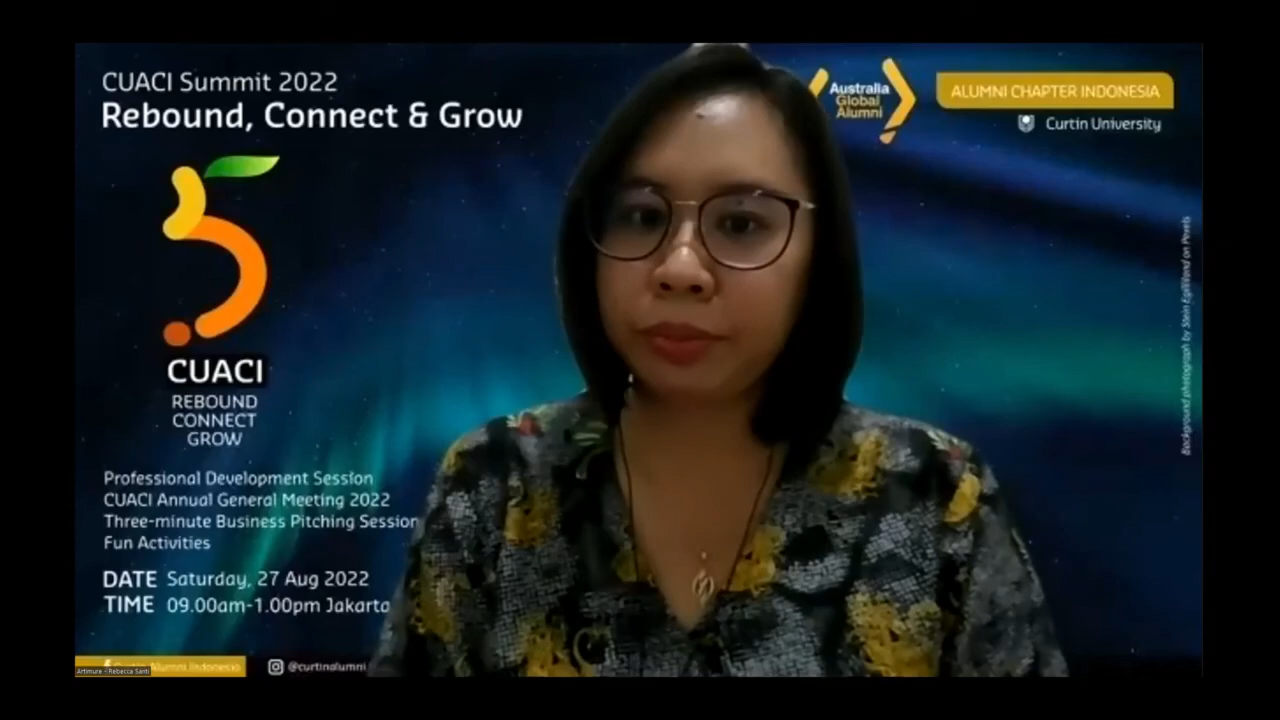 CUACI Summit 2022
Rebound, Connect & Grow
Australia
Global
Alumni
ALUMNI CHAPTER INDONESIA
Curtin University
CUACI
REBOUND
CONNECT
GROW
Professional Development Session
CUACI Annual General Meeting 2022
Three-minute Business Pitching Session
Fun Activities
DATE Saturday, 27 Aug 2022
TIME 09.00am-1.00pm Jakarta
Curtin Alumni Indonesia
@curtinalumni
Artimure - Rebecca Santi
Background photograph by Stein Egil Liland on Pexels